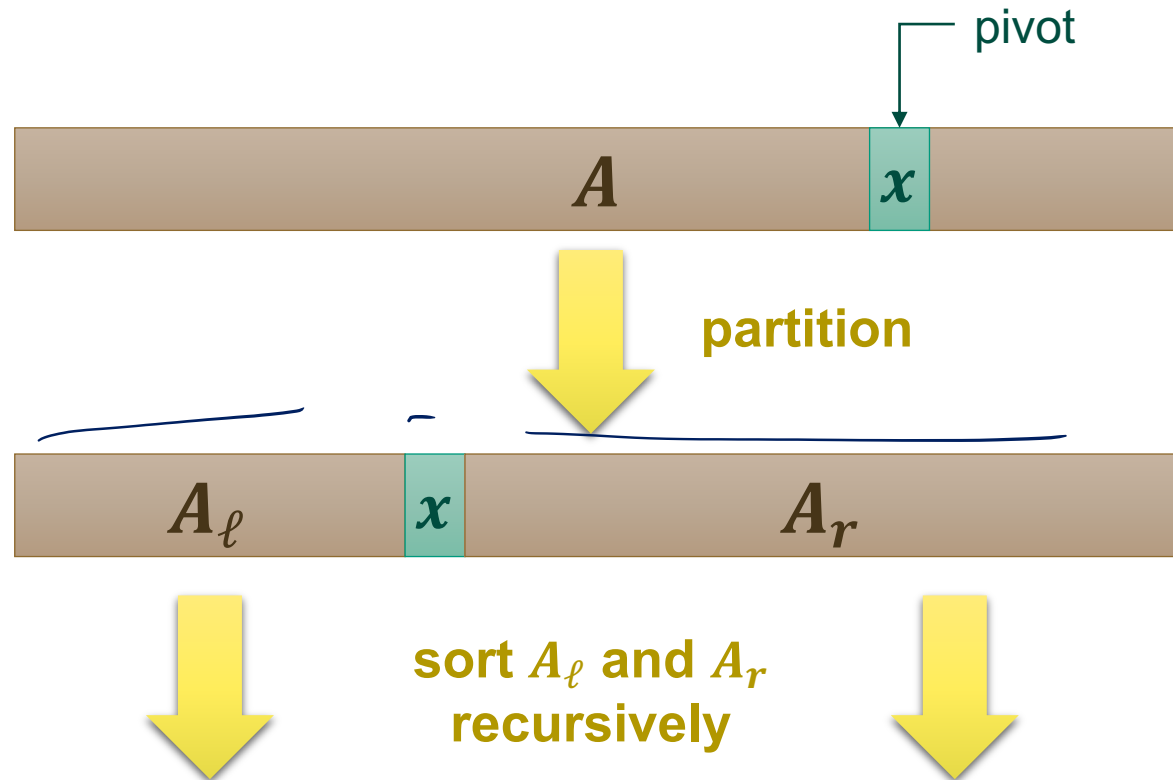 pivot
A x
partition
Aℓ x Ar
sort Aℓ and Ar
recursively